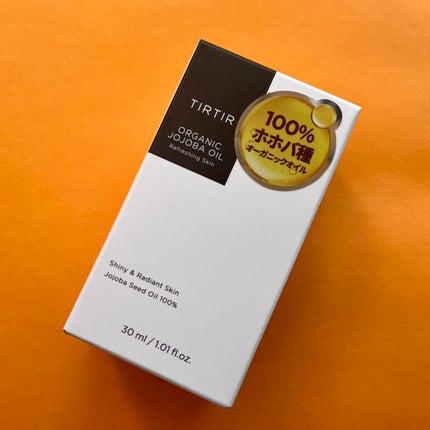 TIRTIR
ORGANIC
JOJOBA OIL
Refreshing Skin
100%
ホホバ種
オーガニックオイル
Shiny & Radiant Skin
Jojoba Seed Oil 100%
30 ml / 1.01 fl.oz.